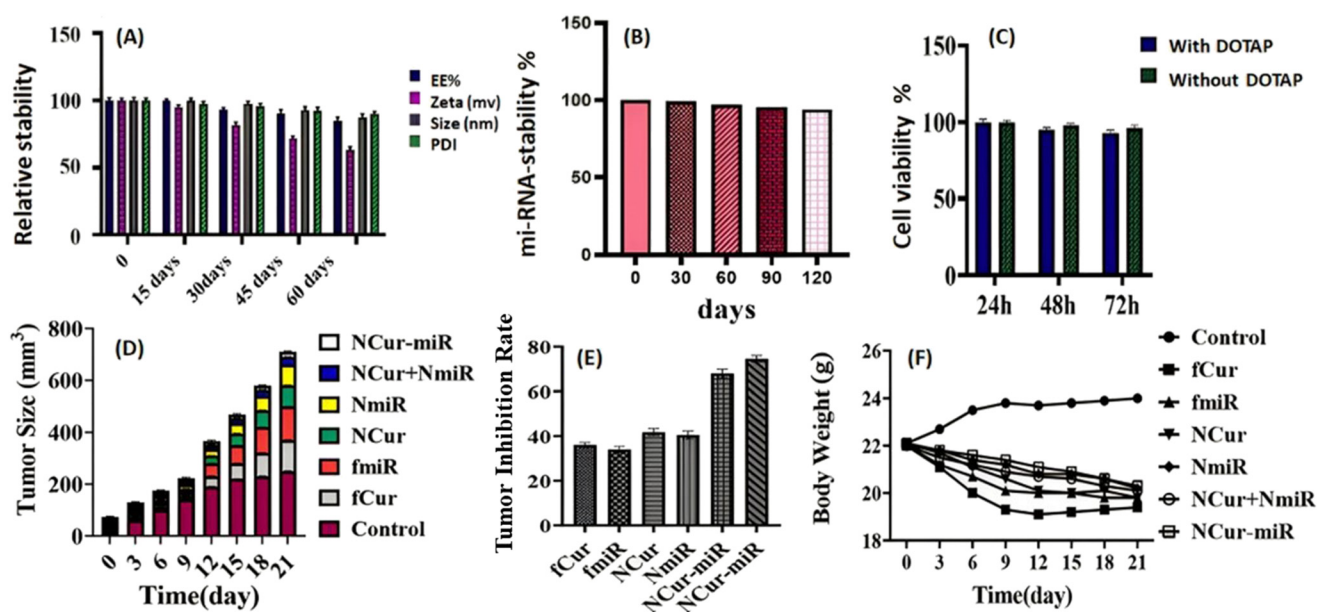 (A)
150
100
50
0
Relative stability
0
15 days
30days
45 days
60 days
EE%
Zeta (mv)
Size (nm)
PDI
(B)
150
100
50
0
mi-RNA-stability %
0 30 60 90 120
days
(C)
150
100
50
0
Cell viability %
24h 48h 72h
With DOTAP
Without DOTAP
(D)
800
600
400
200
0
Tumor Size (mm³)
0 3 6 9 12 15 18 21
Time(day)
NCur-miR
NCur+NmiR
NmiR
NCur
fmiR
fCur
Control
(E)
80
60
40
20
0
Tumor Inhibition Rate
fCur
fmiR
NCur
NmiR
NCur-miR
NCur-miR
(F)
26
24
22
20
18
Body Weight (g)
0 3 6 9 12 15 18 21
Time(day)
Control
fCur
fmiR
NCur
NmiR
NCur+NmiR
NCur-miR